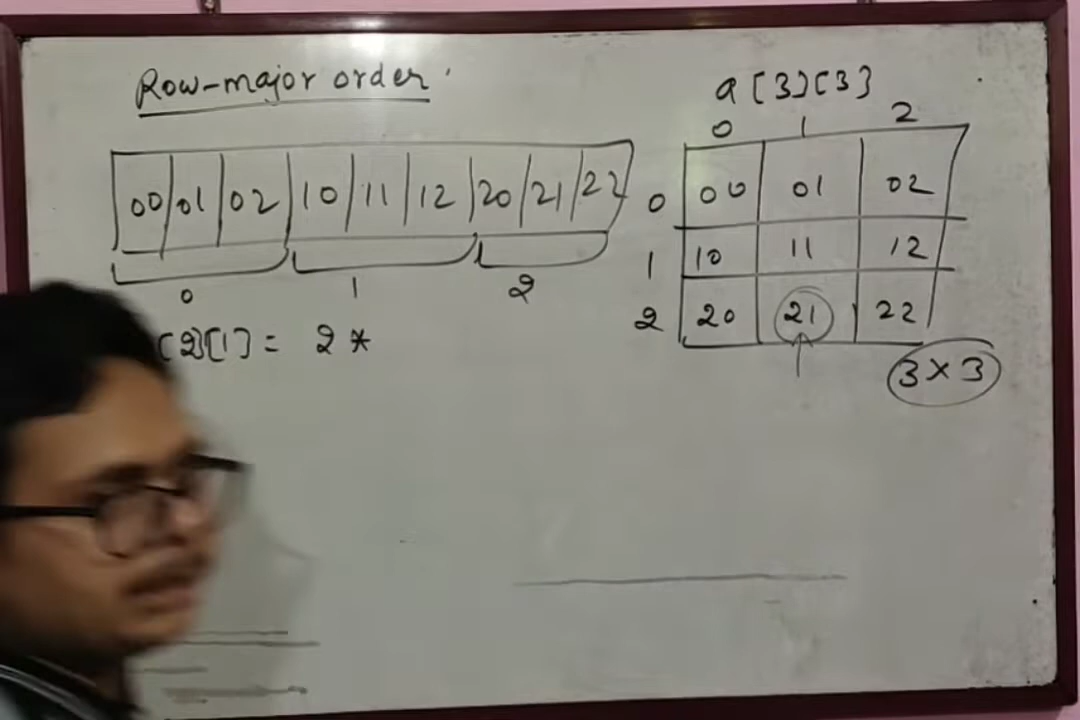 Row-major order
00 01 02 10 11 12 20 21 22
0 1 2
[2][1] = 2 *
a[3][3]
0 1 2
0 00 01 02
1 10 11 12
2 20 21 22
3 x 3